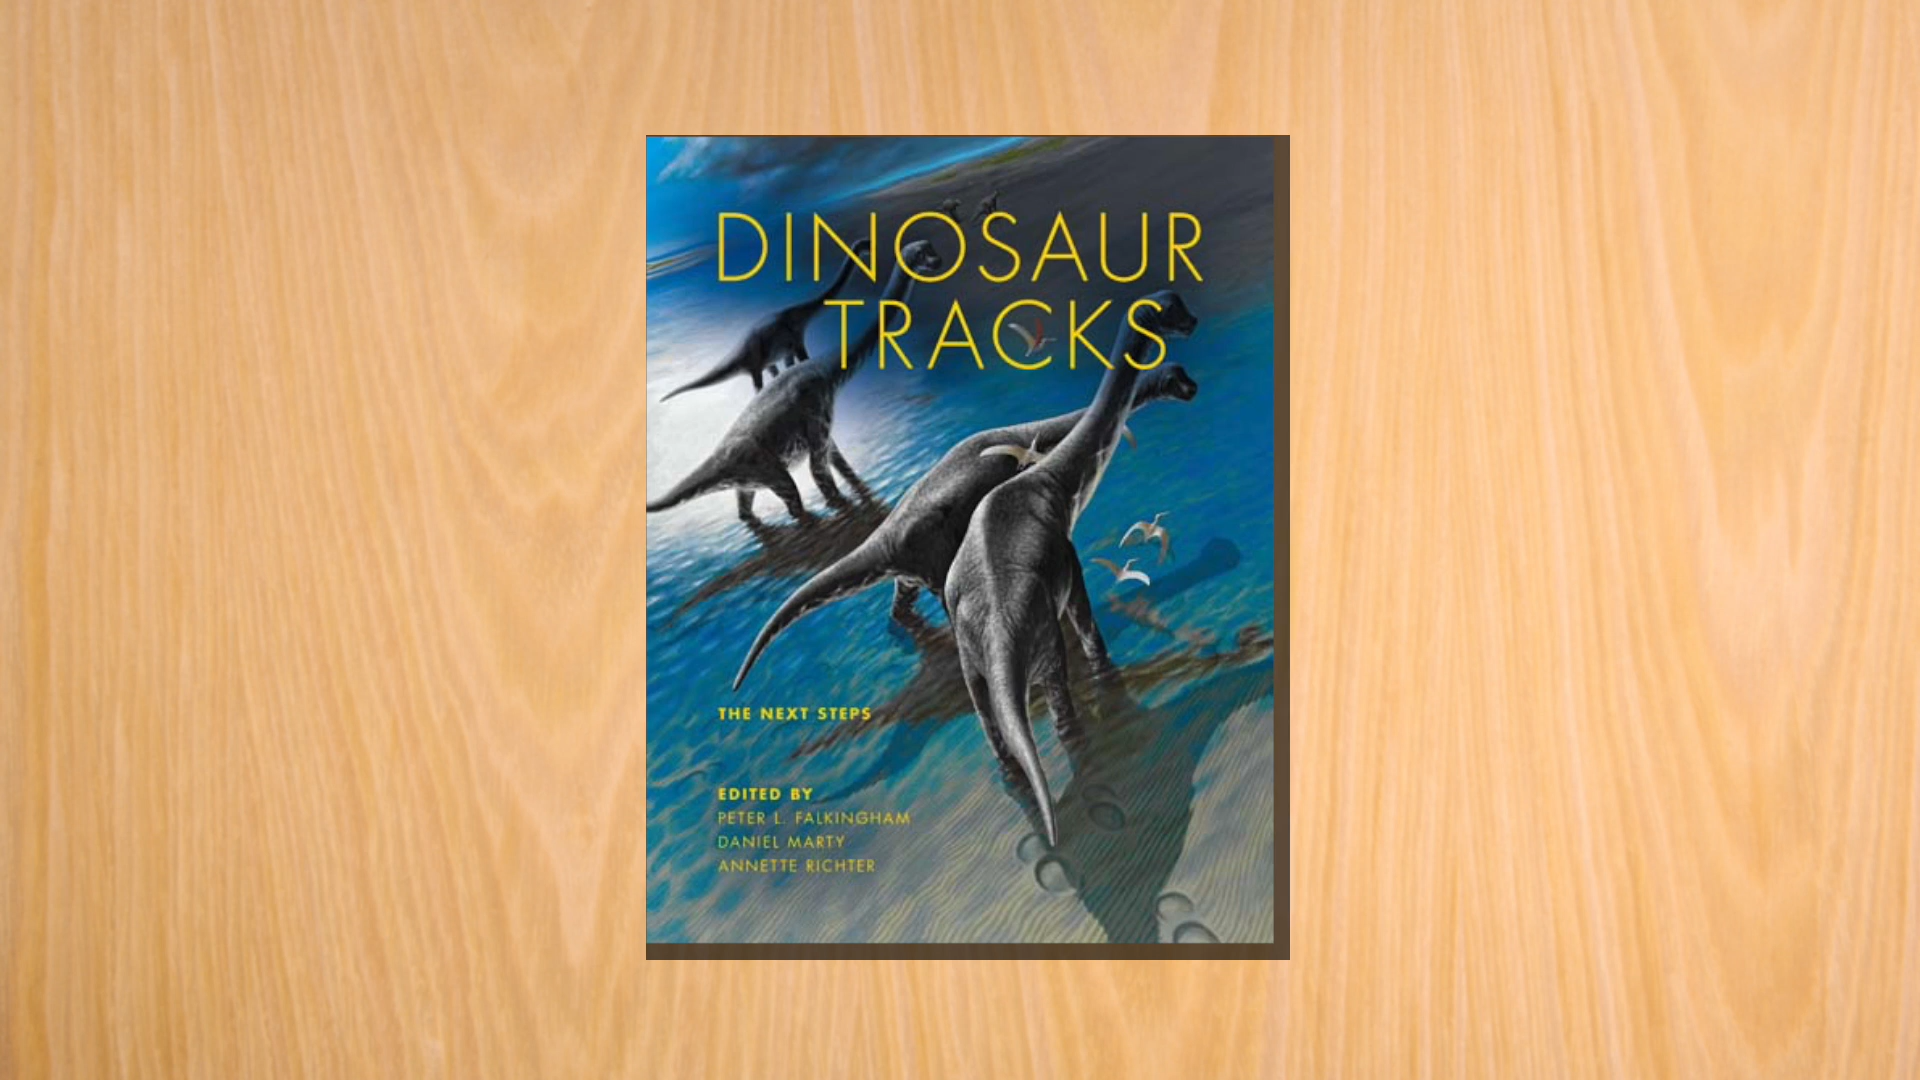 DINOSAUR
TRACKS
THE NEXT STEPS
EDITED BY
PETER L. FALKINGHAM
DANIEL MARTY
ANNETTE RICHTER